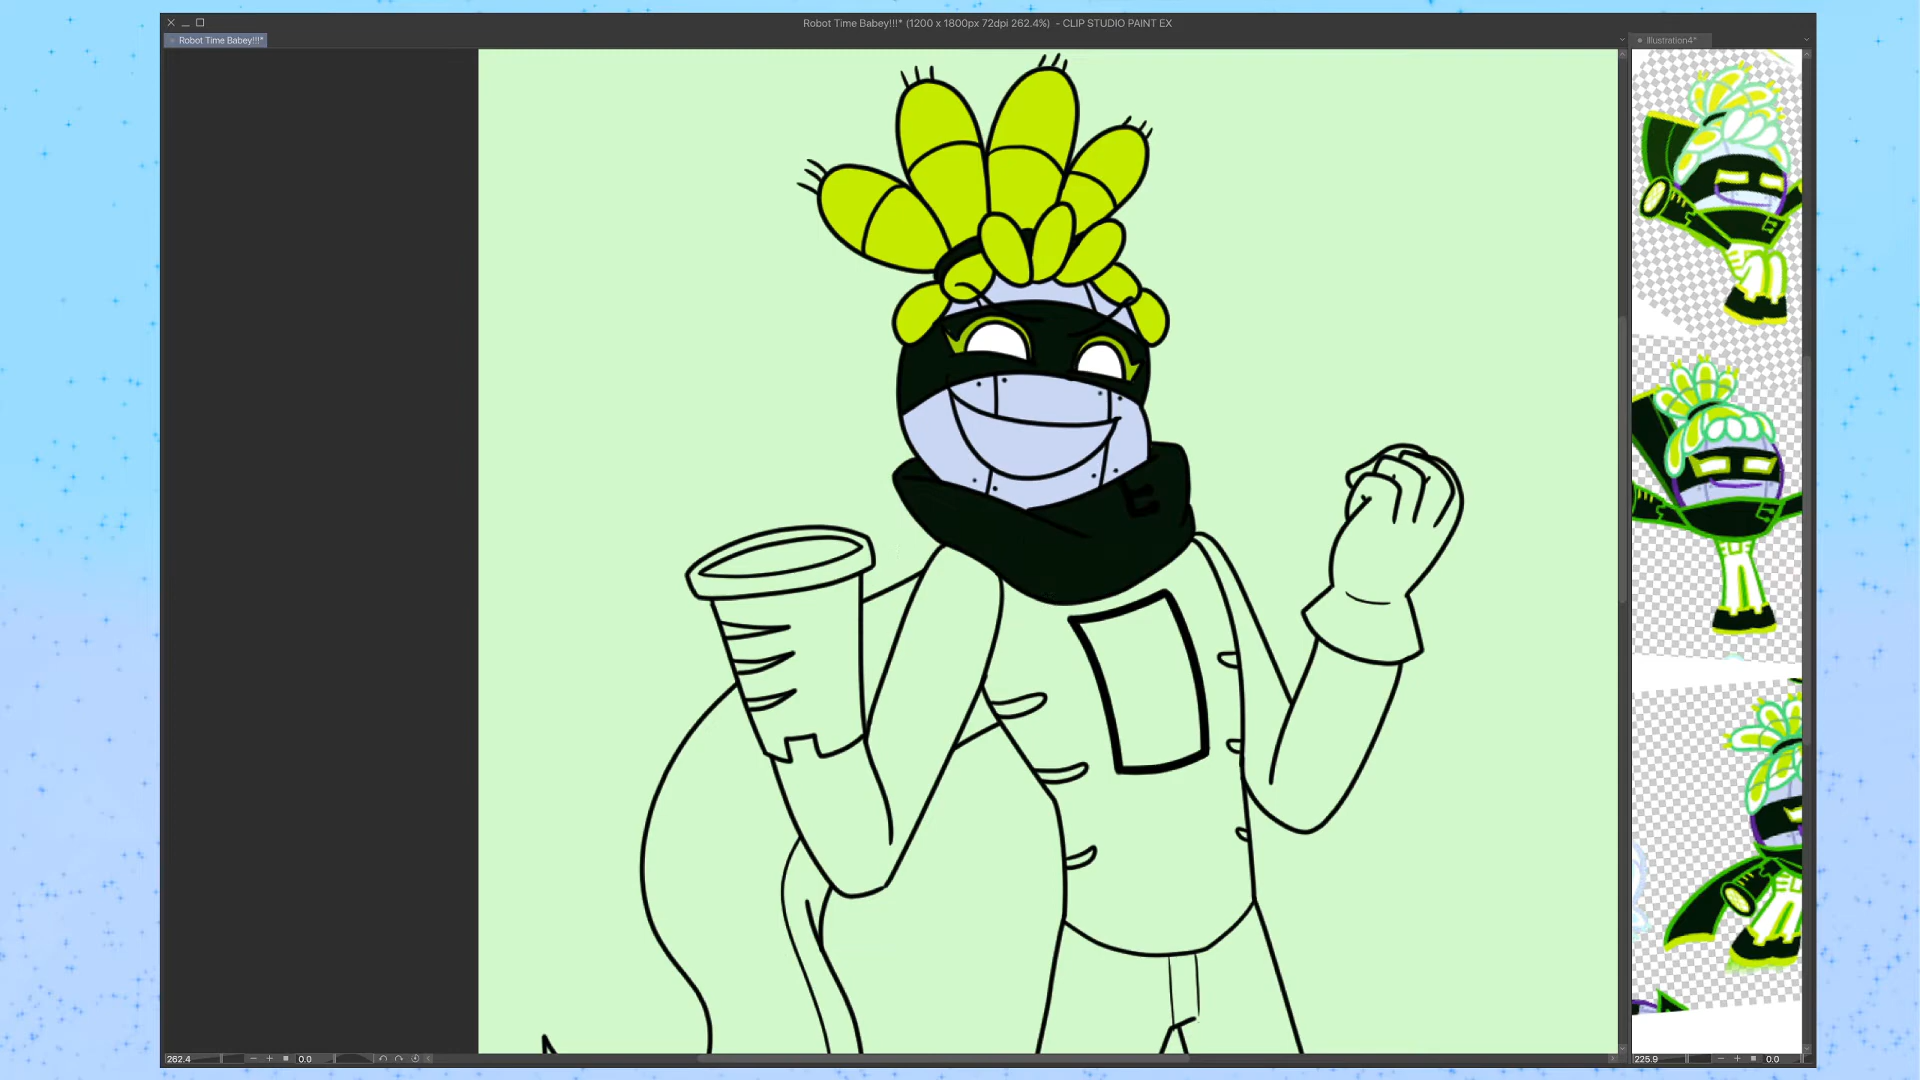 Robot Time Babey!!!* (1200 x 1800px 72dpi 262.4%) - CLIP STUDIO PAINT EX
Robot Time Babey!!!*
Illustration4*
262.4
0.0
225.9
0.0